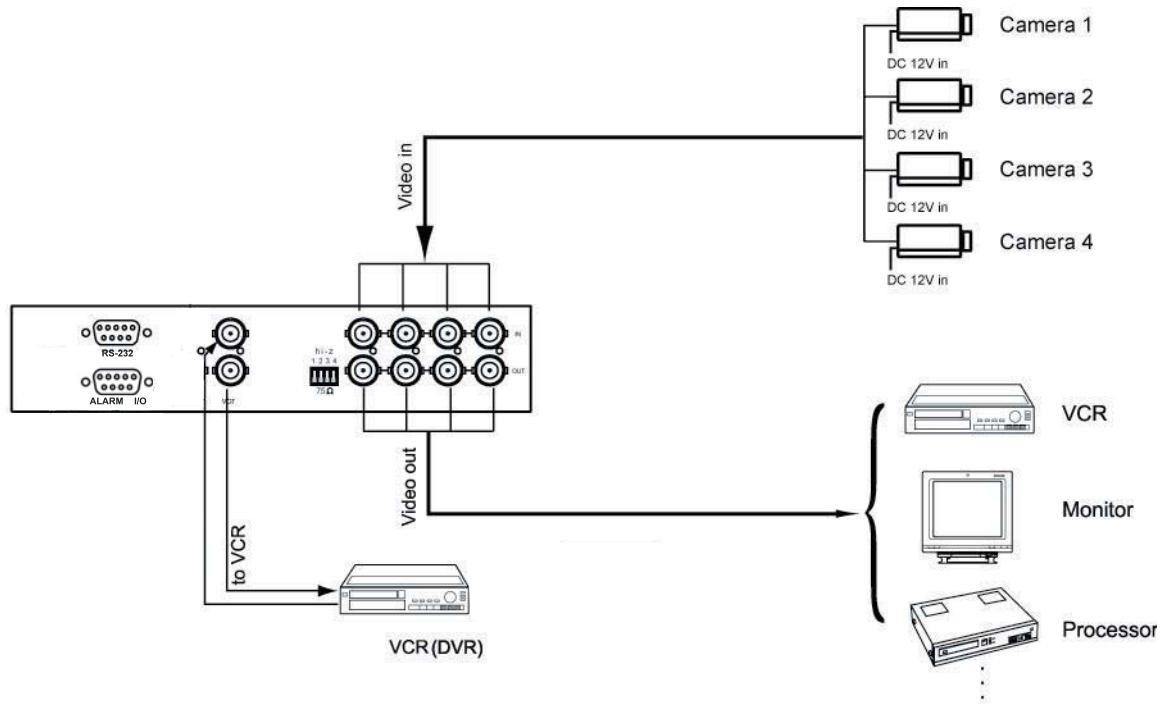 Camera 1
DC 12V in
Camera 2
DC 12V in
Camera 3
DC 12V in
Camera 4
DC 12V in
Video in
RS-232
ALARM I/O
hi-z
1 2 3 4
75Ω
IN
OUT
Video out
to VCR
VCR (DVR)
VCR
Monitor
Processor